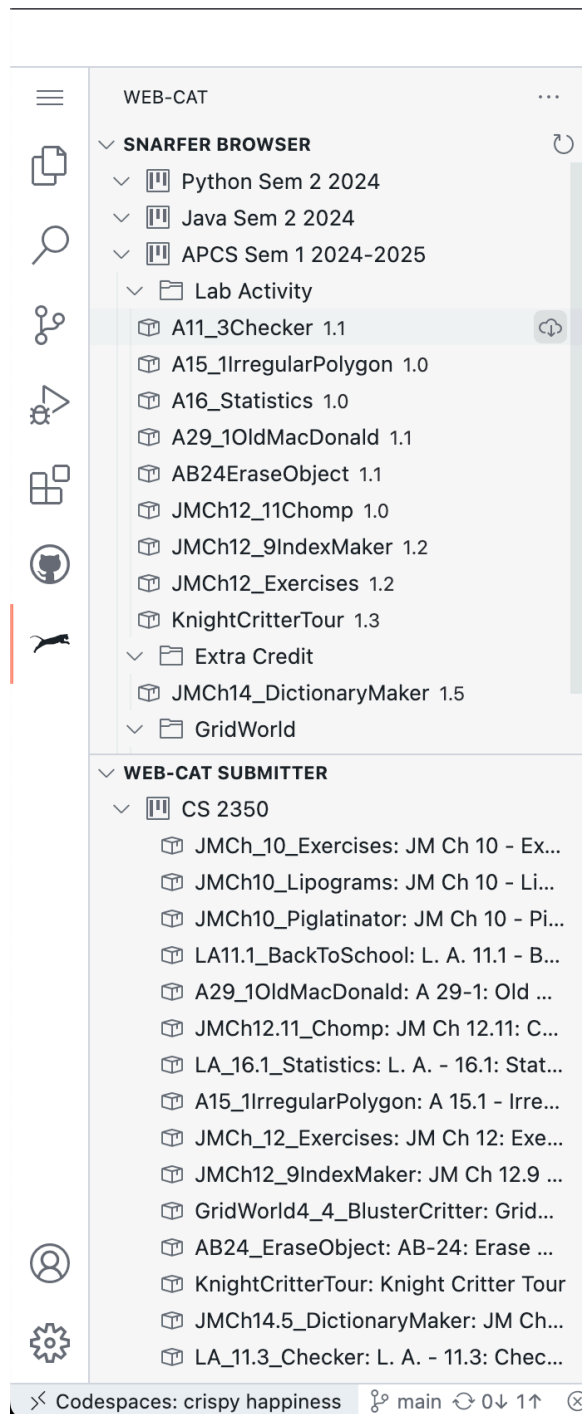 WEB-CAT
SNARFER BROWSER
Python Sem 2 2024
Java Sem 2 2024
APCS Sem 1 2024-2025
Lab Activity
A11_3Checker 1.1
A15_1IrregularPolygon 1.0
A16_Statistics 1.0
A29_1OldMacDonald 1.1
AB24EraseObject 1.1
JMCh12_11Chomp 1.0
JMCh12_9IndexMaker 1.2
JMCh12_Exercises 1.2
KnightCritterTour 1.3
Extra Credit
JMCh14_DictionaryMaker 1.5
GridWorld
WEB-CAT SUBMITTER
CS 2350
JMCh_10_Exercises: JM Ch 10 - Ex...
JMCh10_Lipograms: JM Ch 10 - Li...
JMCh10_Piglatinator: JM Ch 10 - Pi...
LA11.1_BackToSchool: L. A. 11.1 - B...
A29_1OldMacDonald: A 29-1: Old ...
JMCh12.11_Chomp: JM Ch 12.11: C...
LA_16.1_Statistics: L. A. - 16.1: Stat...
A15_1IrregularPolygon: A 15.1 - Irre...
JMCh_12_Exercises: JM Ch 12: Exe...
JMCh12_9IndexMaker: JM Ch 12.9 ...
GridWorld4_4_BlusterCritter: Grid...
AB24_EraseObject: AB-24: Erase ...
KnightCritterTour: Knight Critter Tour
JMCh14.5_DictionaryMaker: JM Ch...
LA_11.3_Checker: L. A. - 11.3: Chec...
Codespaces: crispy happiness main 0↓ 1↑